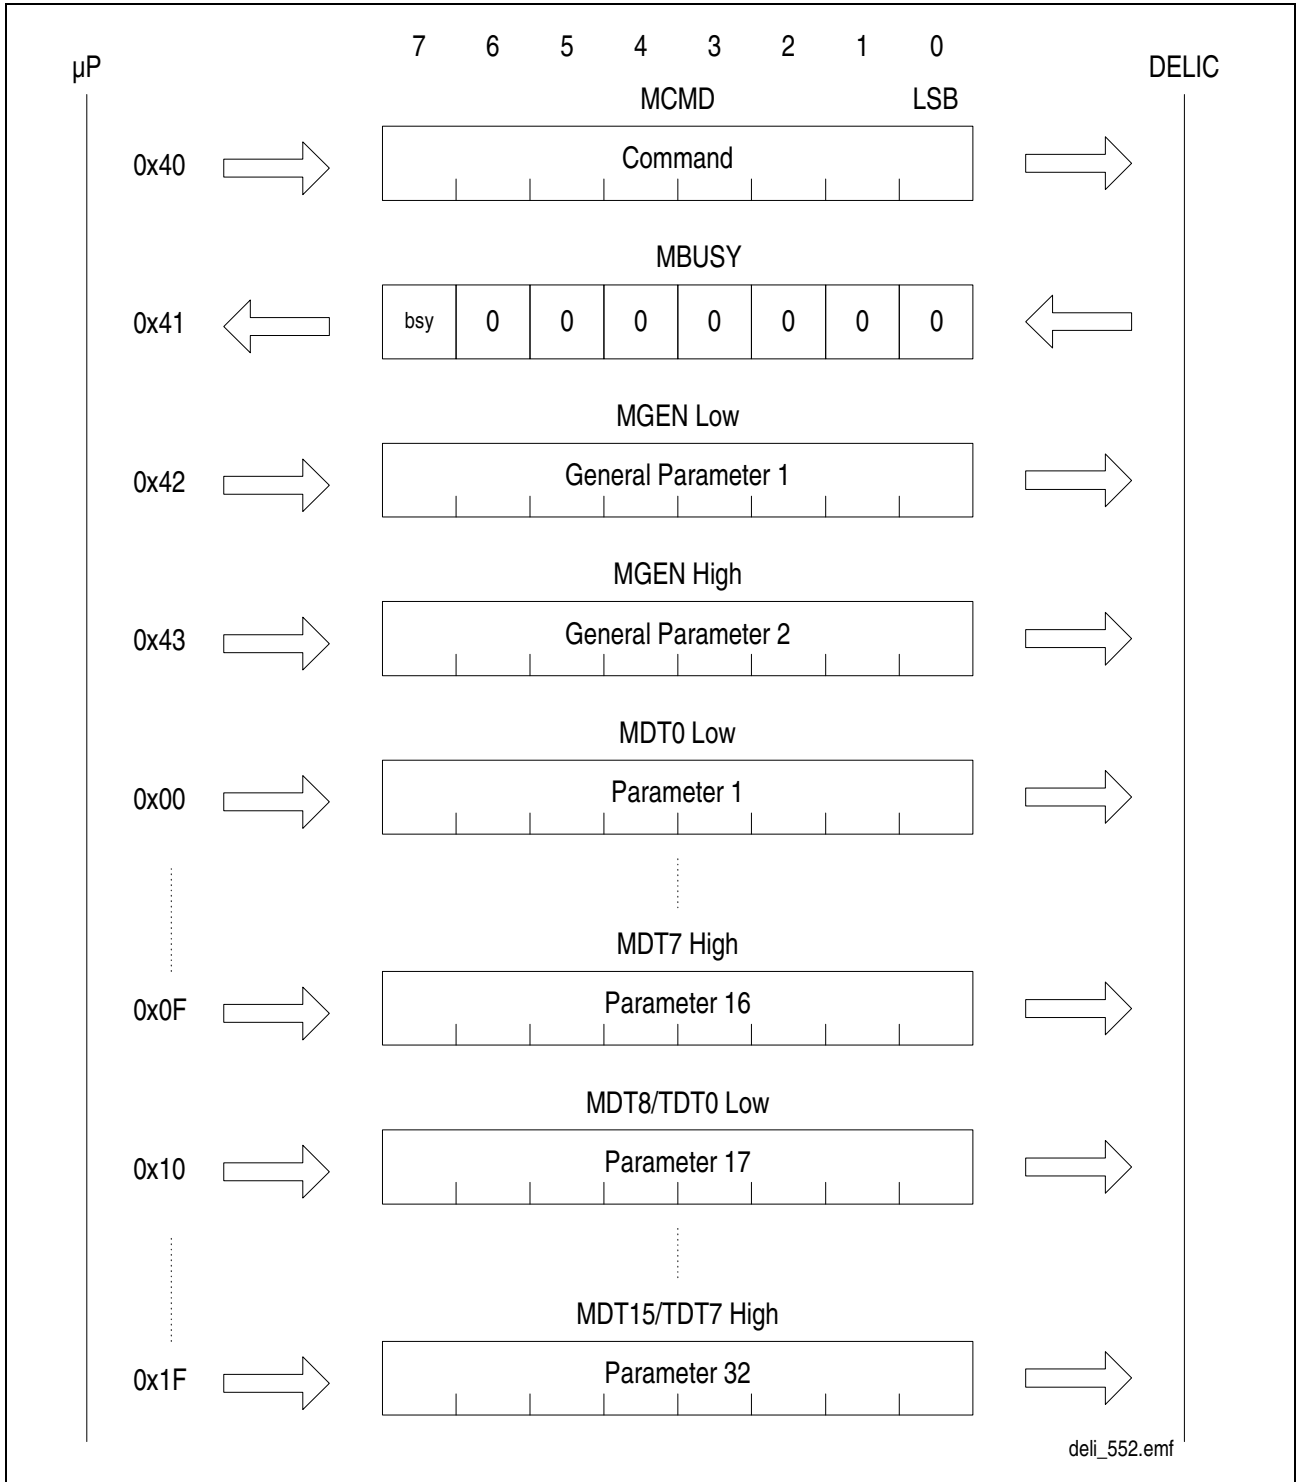 7 6 5 4 3 2 1 0
µP DELIC
MCMD LSB
0x40 Command
MBUSY
0x41 bsy 0 0 0 0 0 0 0
MGEN Low
0x42 General Parameter 1
MGEN High
0x43 General Parameter 2
MDT0 Low
0x00 Parameter 1
MDT7 High
0x0F Parameter 16
MDT8/TDT0 Low
0x10 Parameter 17
MDT15/TDT7 High
0x1F Parameter 32
deli_552.emf